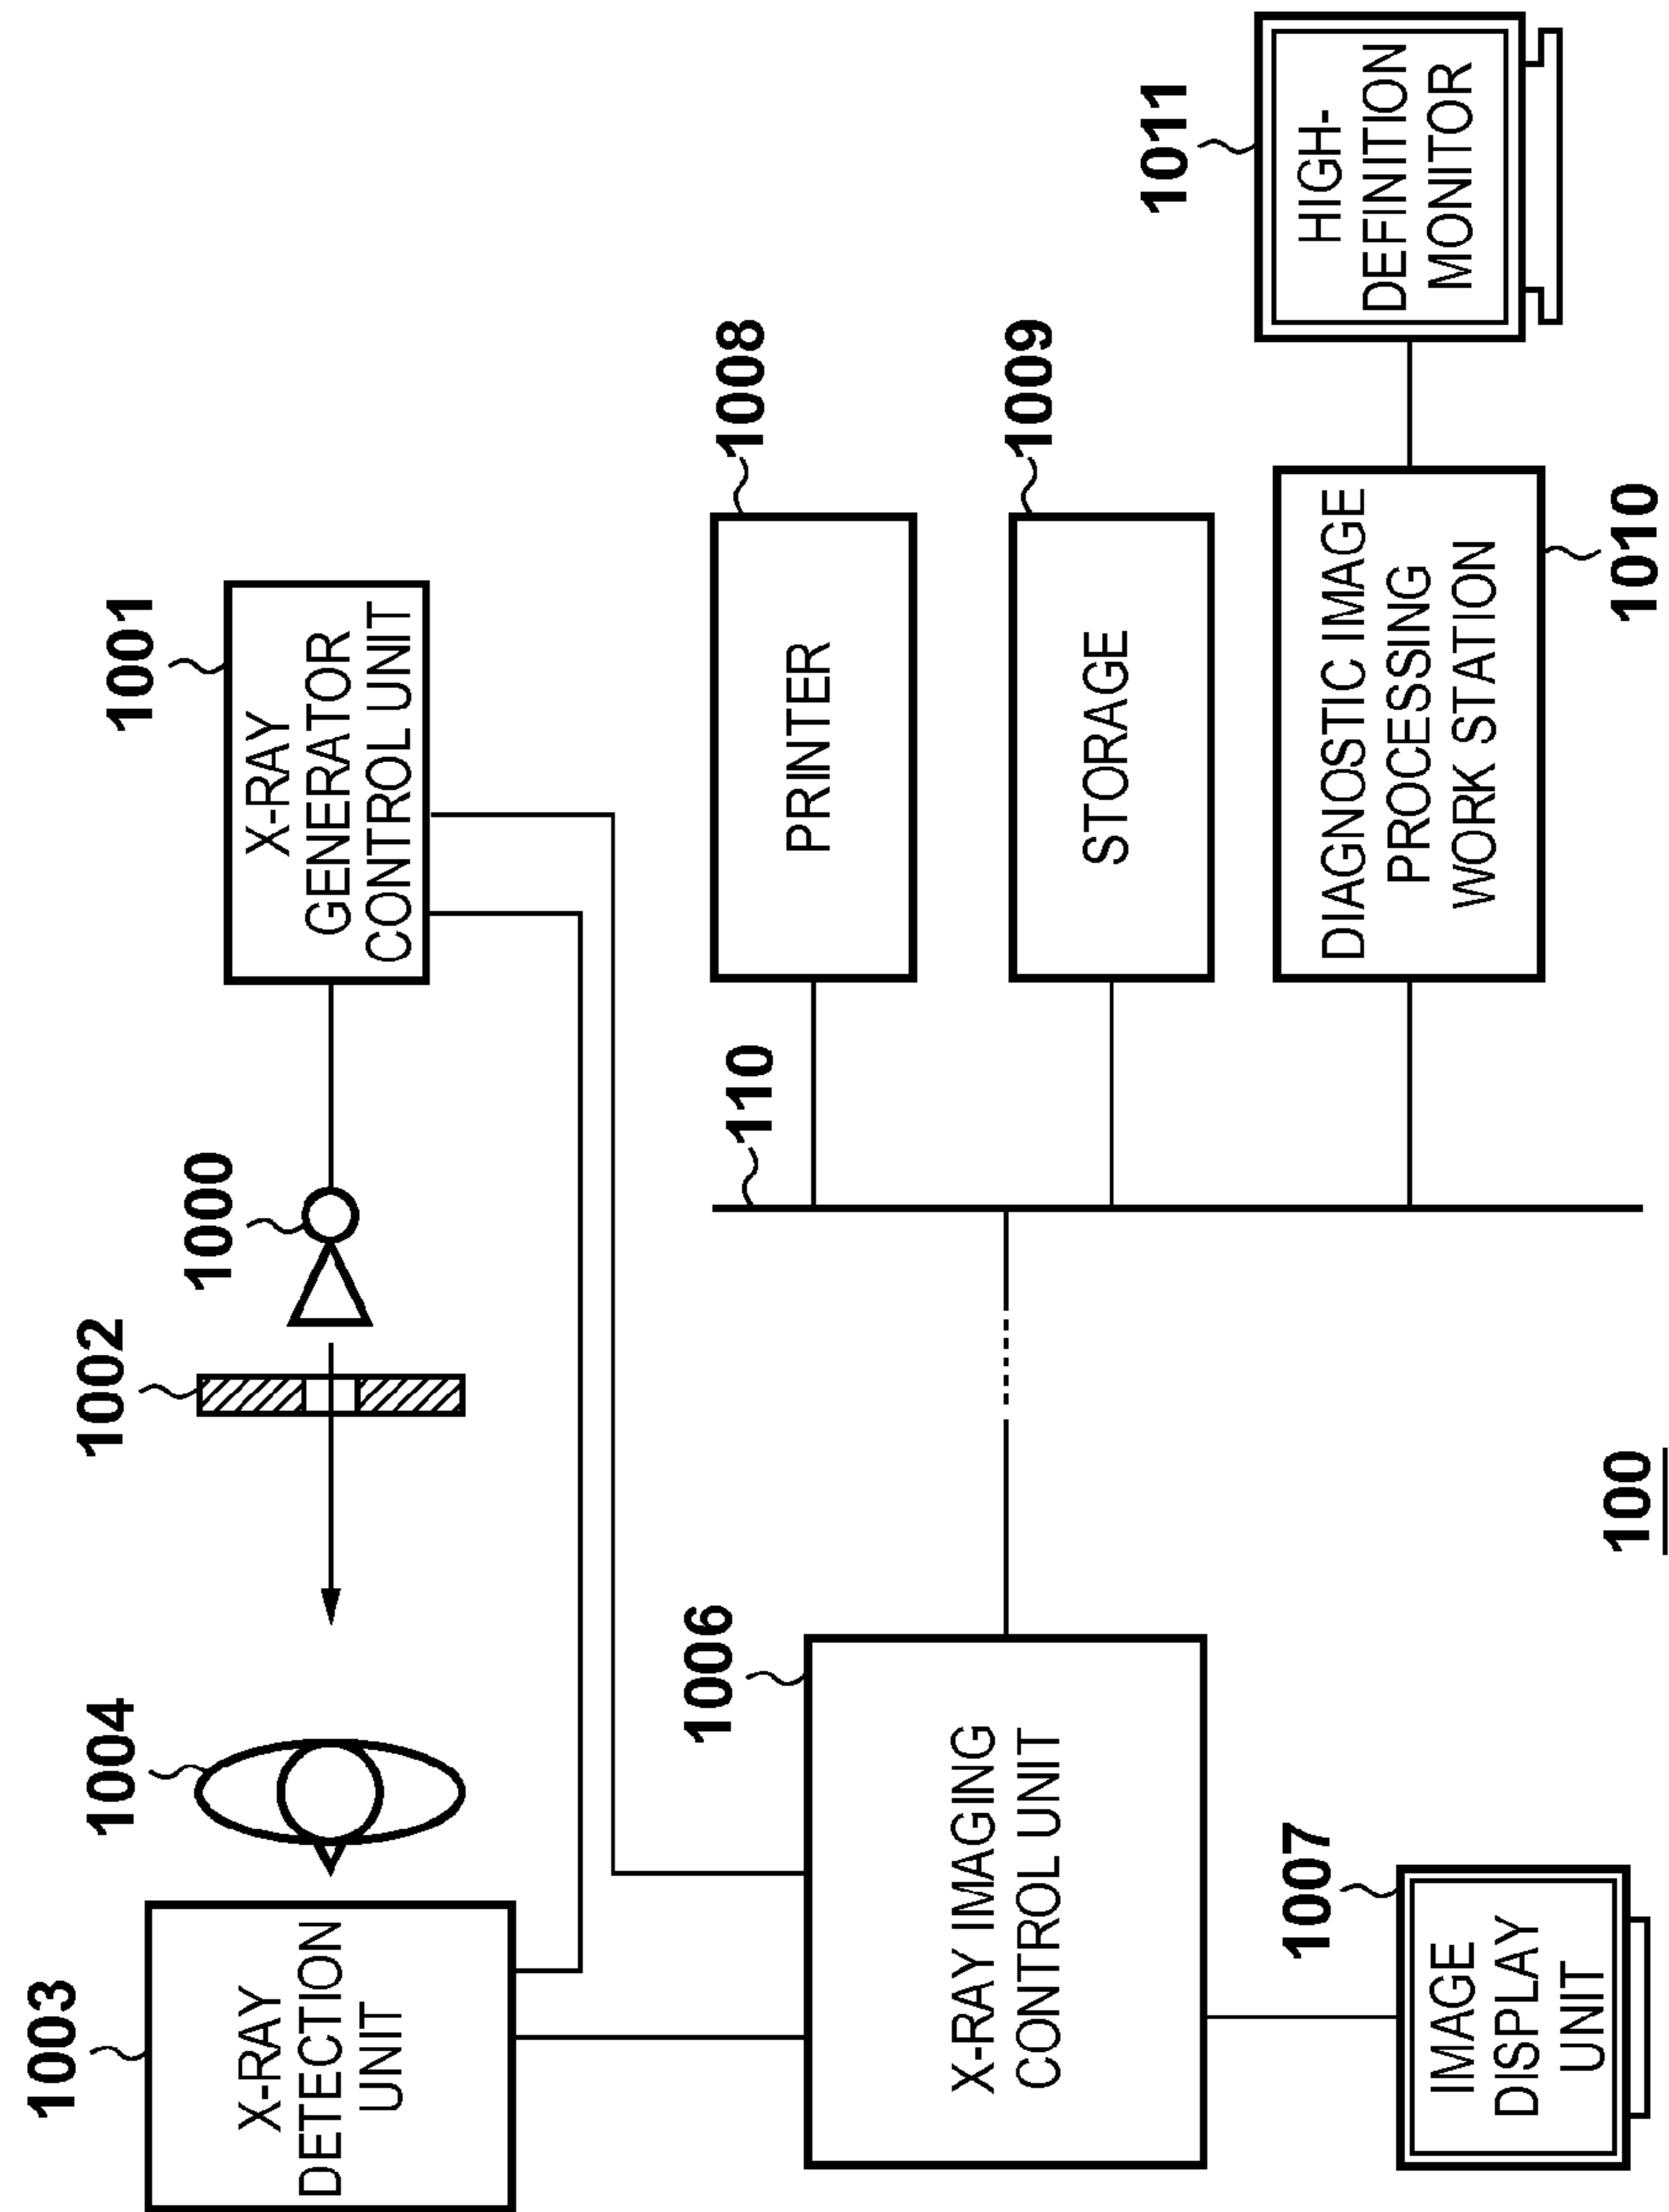 1003
X-RAY
DETECTION
UNIT
1004
1002
1000
1001
X-RAY
GENERATOR
CONTROL UNIT
1006
X-RAY IMAGING
CONTROL UNIT
110
1008
PRINTER
1009
STORAGE
1007
IMAGE
DISPLAY
UNIT
100
DIAGNOSTIC IMAGE
PROCESSING
WORK STATION
1010
1011
HIGH-
DEFINITION
MONITOR